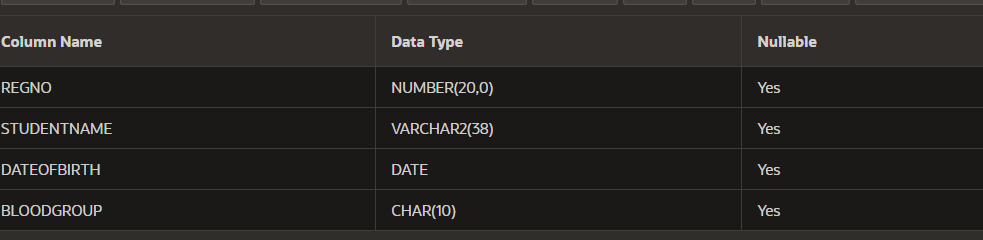 Column Name Data Type Nullable
REGNO NUMBER(20,0) Yes
STUDENTNAME VARCHAR2(38) Yes
DATEOFBIRTH DATE Yes
BLOODGROUP CHAR(10) Yes